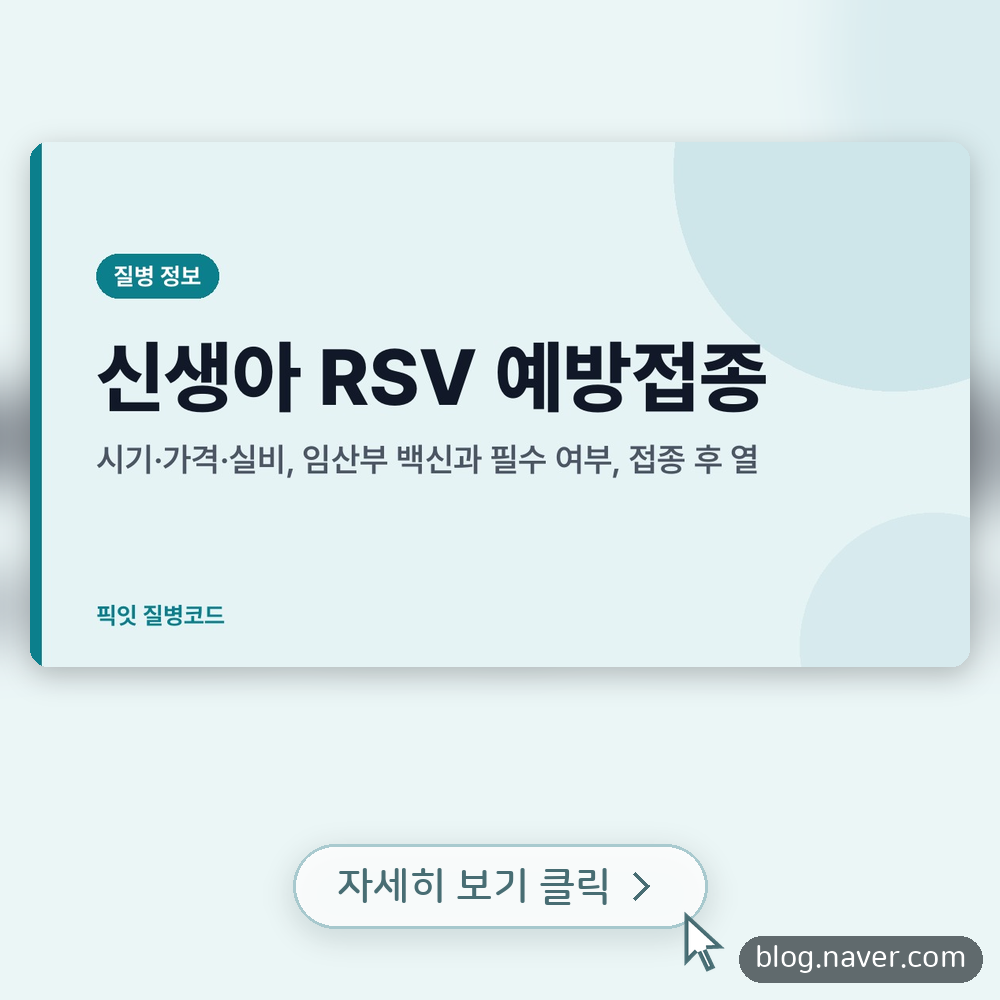 질병 정보
신생아 RSV 예방접종
시기·가격·실비, 임산부 백신과 필수 여부, 접종 후 열
픽잇 질병코드
자세히 보기 클릭
blog.naver.com